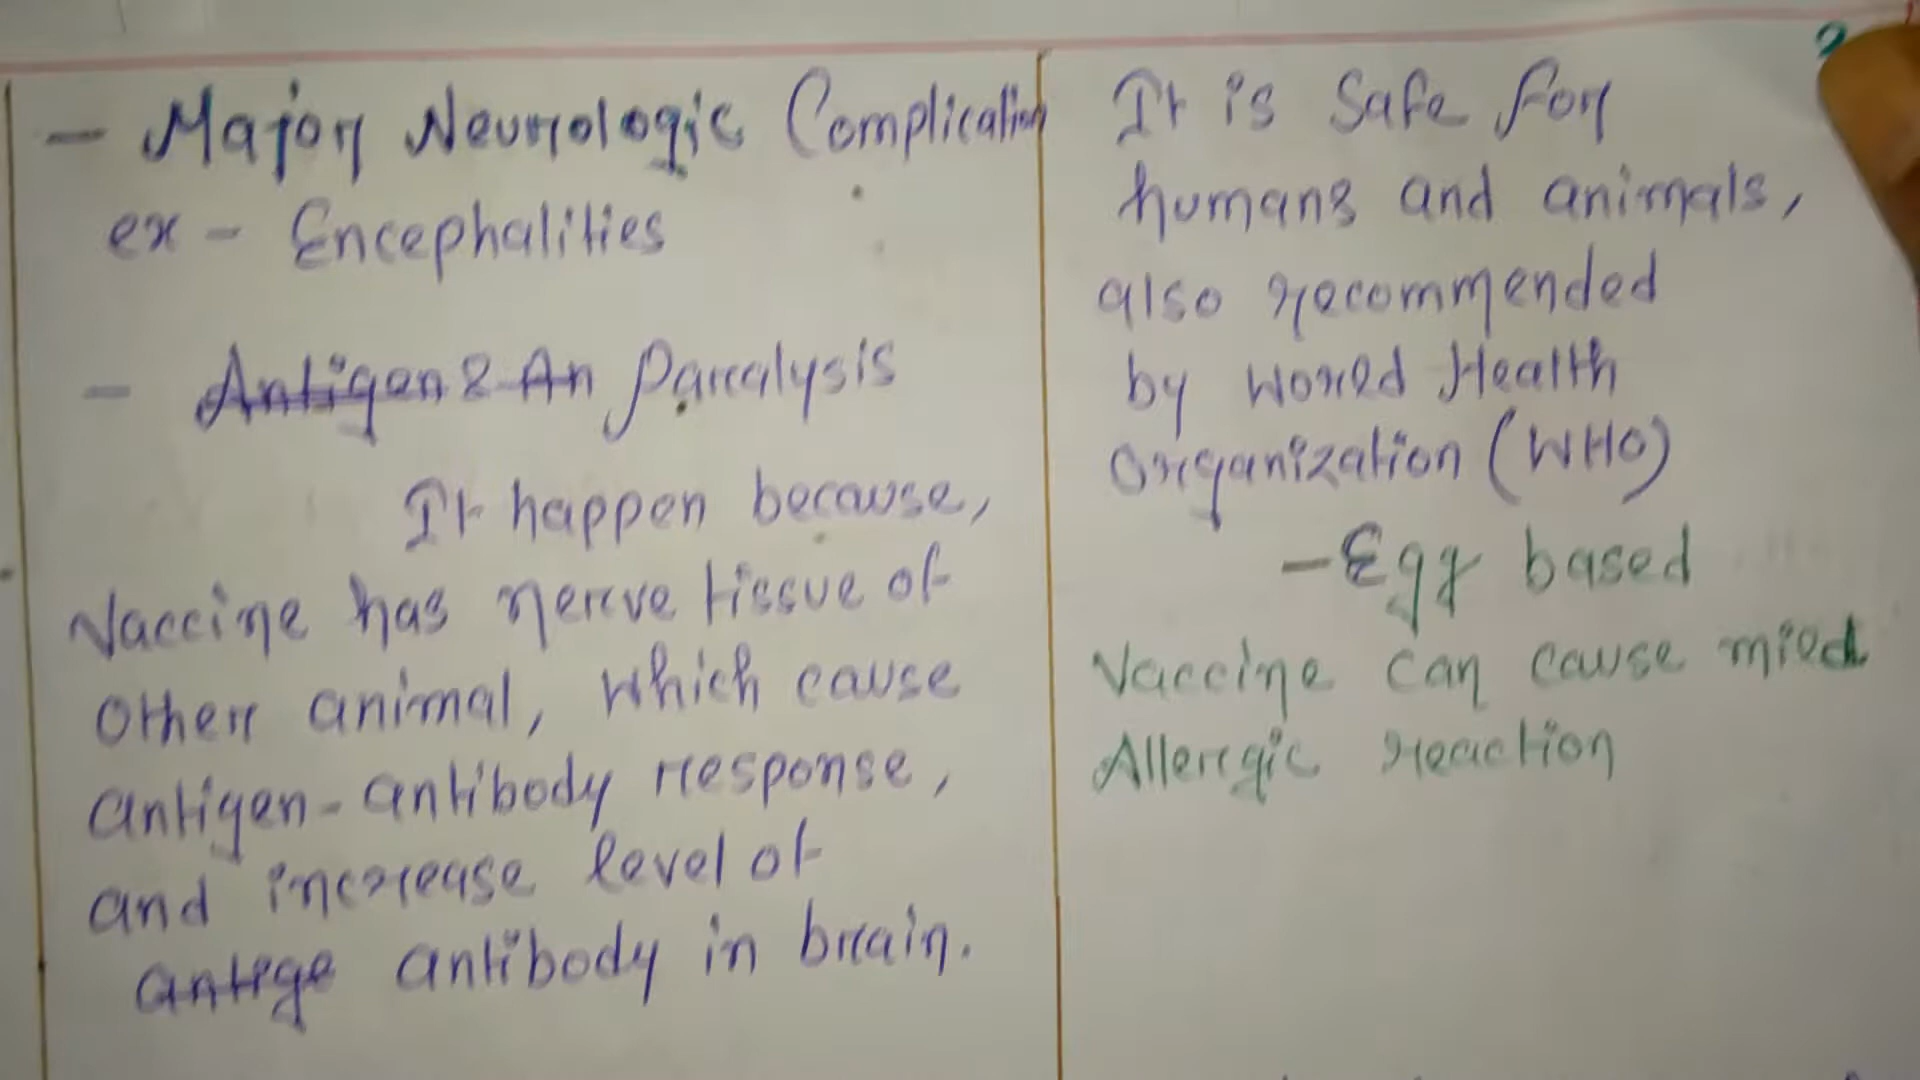 - Major Neurologic Complication
ex - Encephalities
- Antigen & An Paralysis
It happen because,
Vaccine has nerve tissue of
other animal, which cause
antigen-antibody response,
and increase level of
antige antibody in brain.
It is safe for
humans and animals,
also recommended
by World Health
Organization (WHO)
- Egg based
Vaccine can cause mild
Allergic reaction